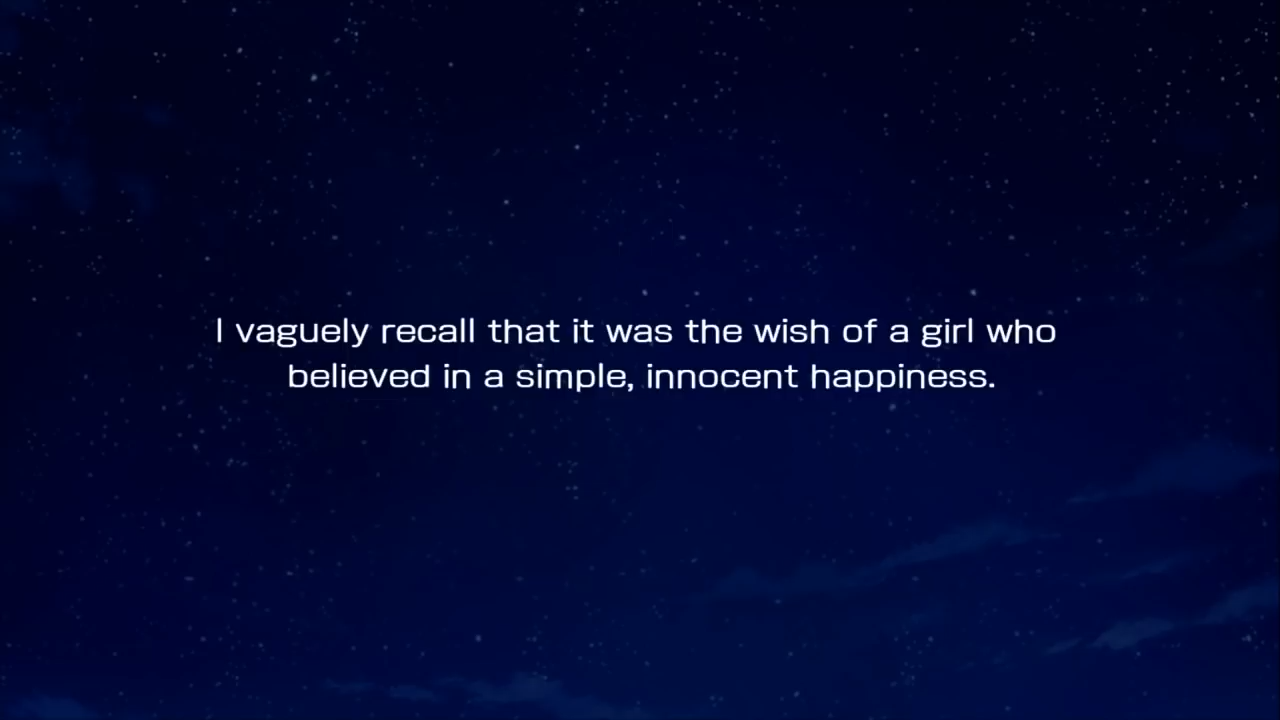 I vaguely recall that it was the wish of a girl who
believed in a simple, innocent happiness.